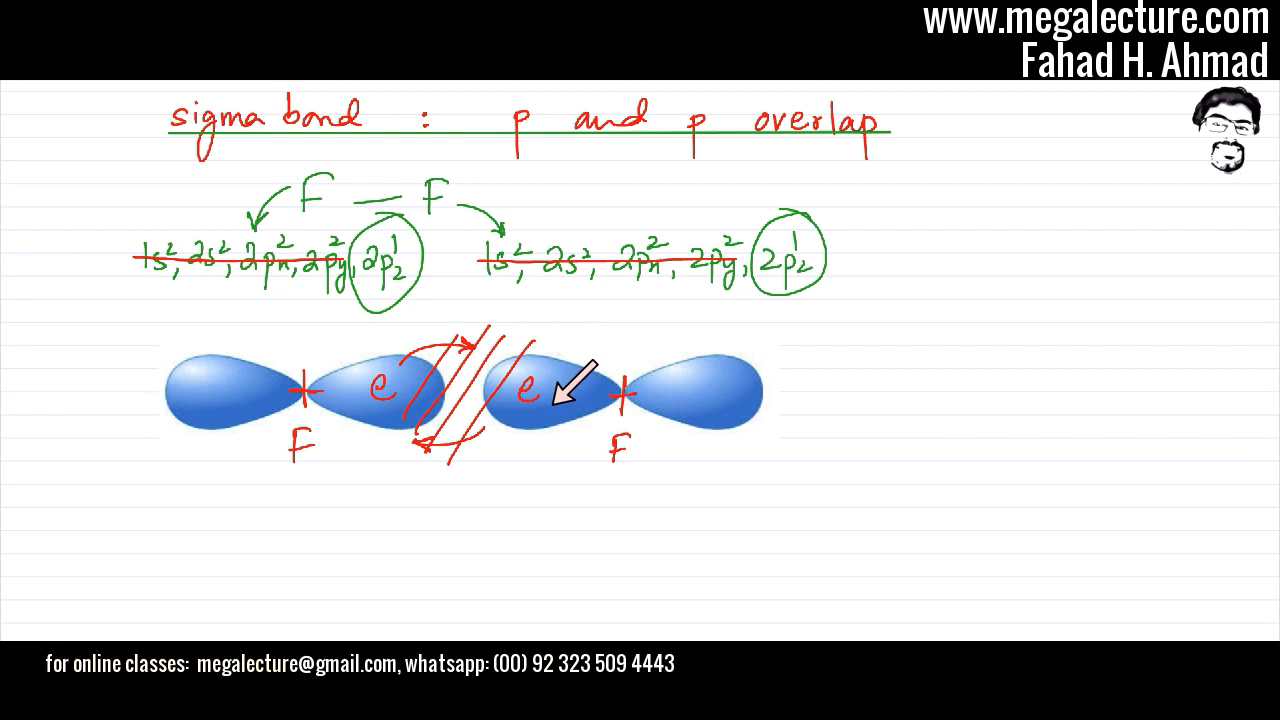 www.megalecture.com
Fahad H. Ahmad
sigma bond : p and p overlap
F — F
1s², 2s², 2px², 2py², 2pz¹ 1s², 2s², 2px², 2py², 2pz¹
e e
F F
for online classes: megalecture@gmail.com, whatsapp: (00) 92 323 509 4443